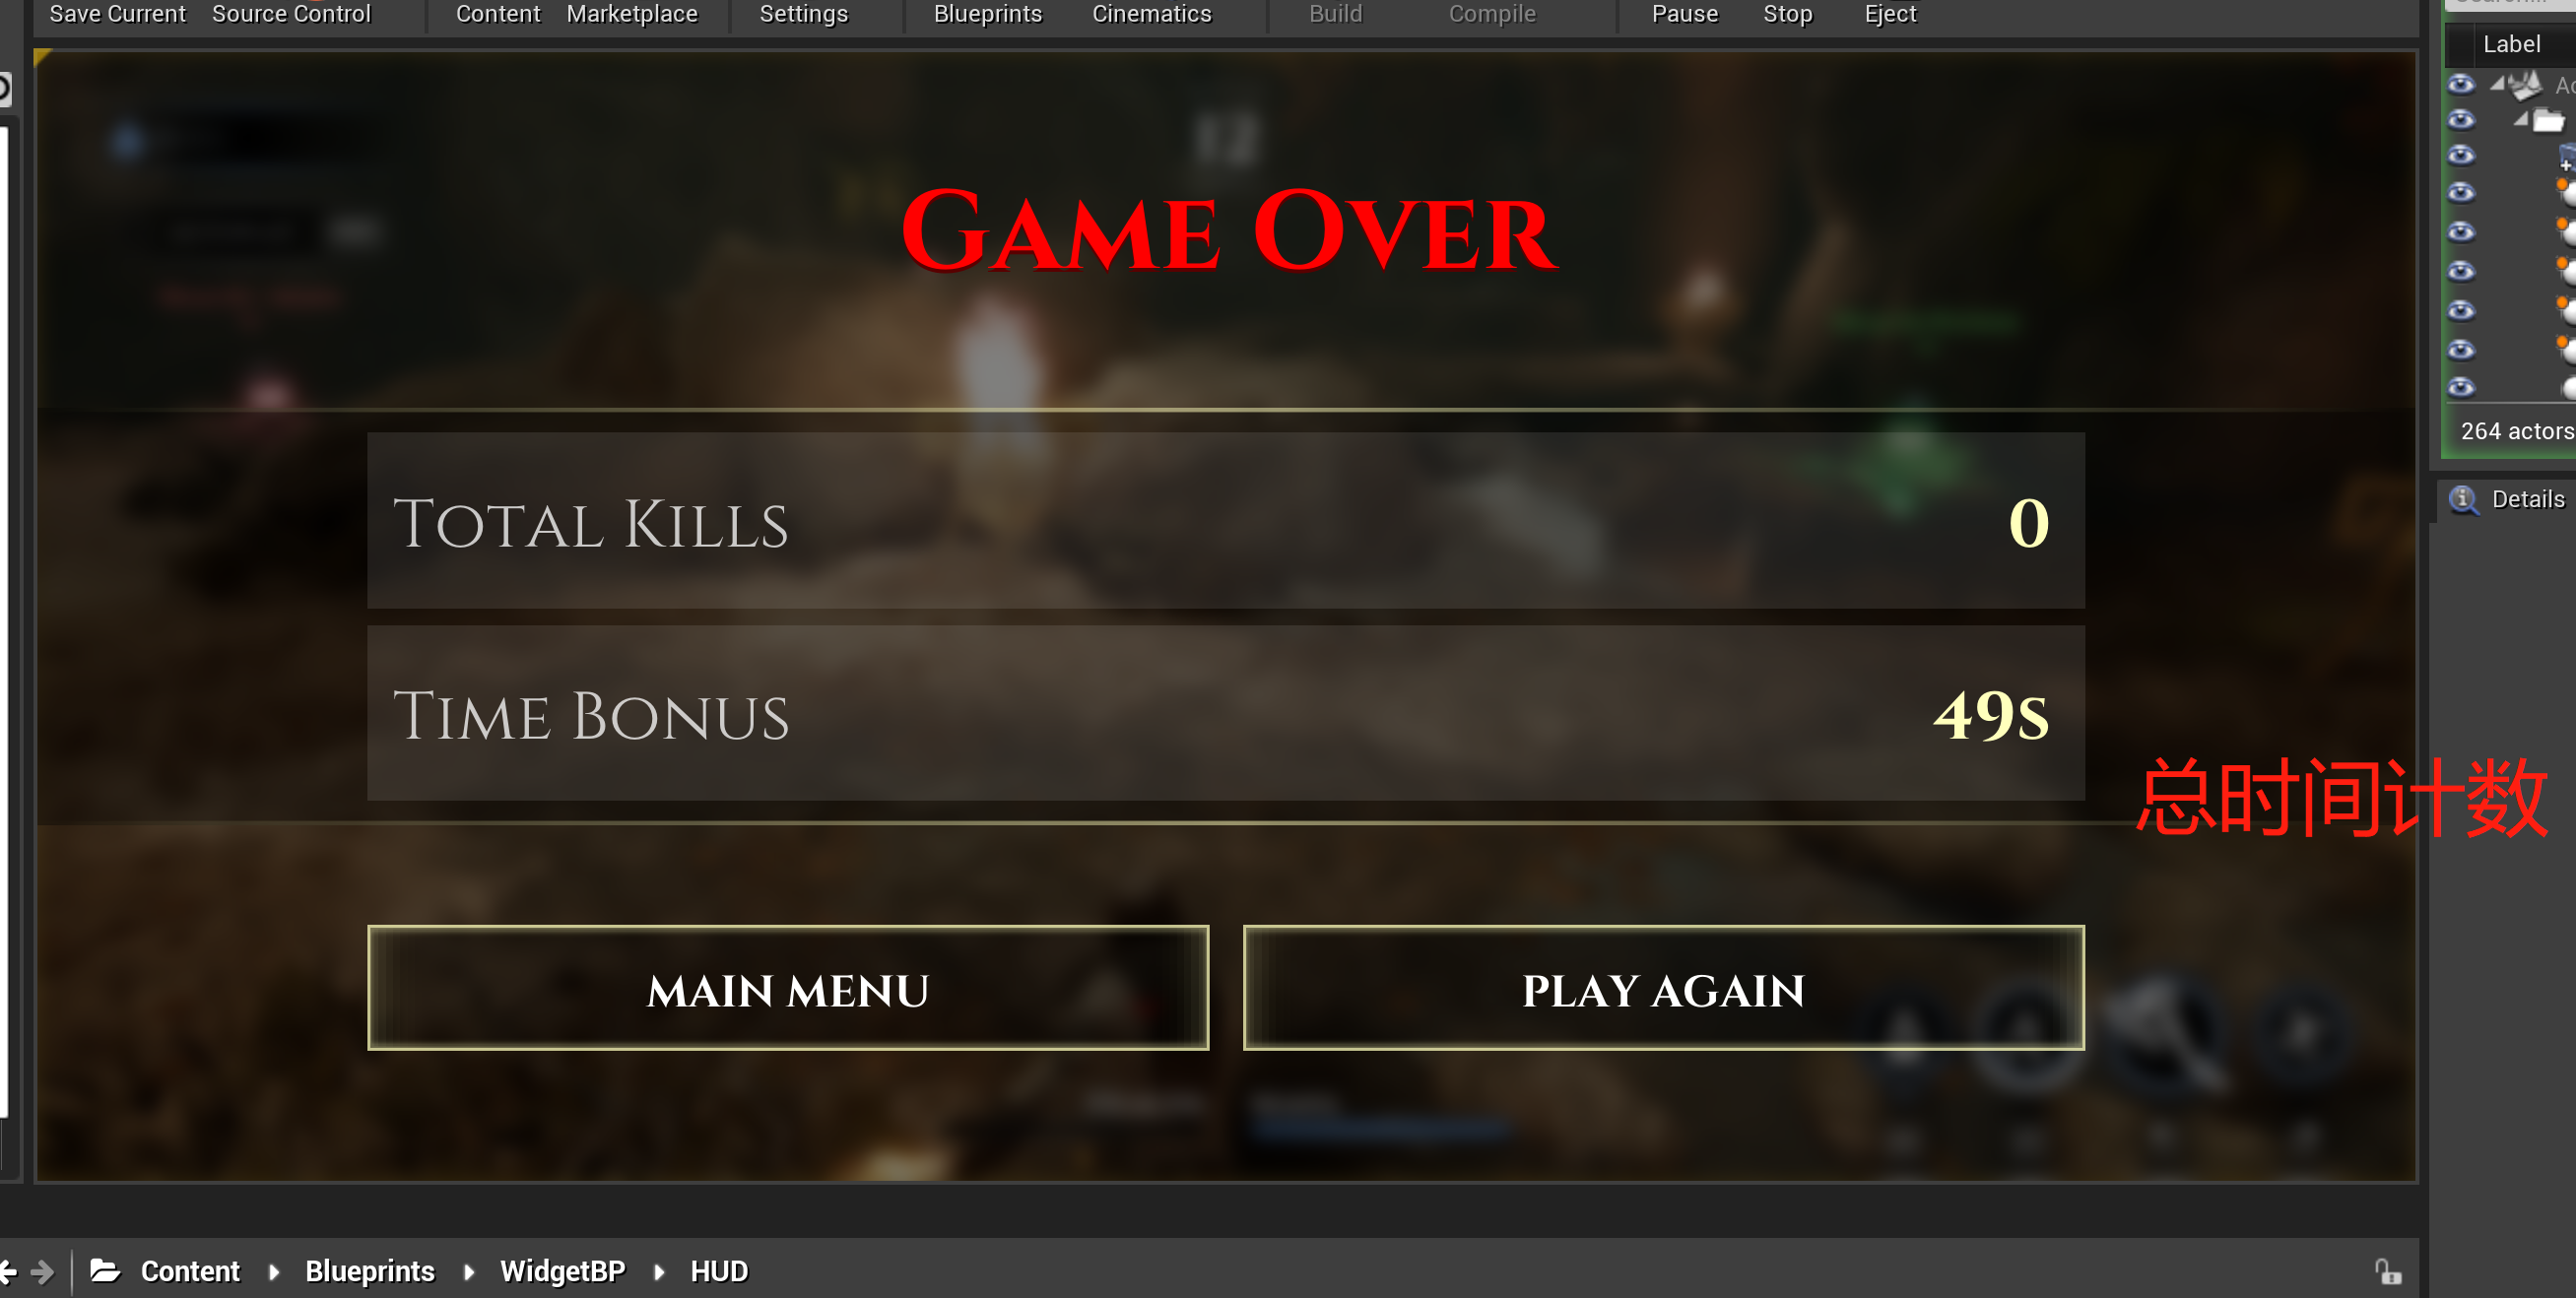 Save Current Source Control Content Marketplace Settings Blueprints Cinematics Build Compile Pause Stop Eject
Label
12
GAME OVER
264 actors
TOTAL KILLS 0
Details
TIME BONUS 49S
总时间计数
MAIN MENU PLAY AGAIN
Content Blueprints WidgetBP HUD